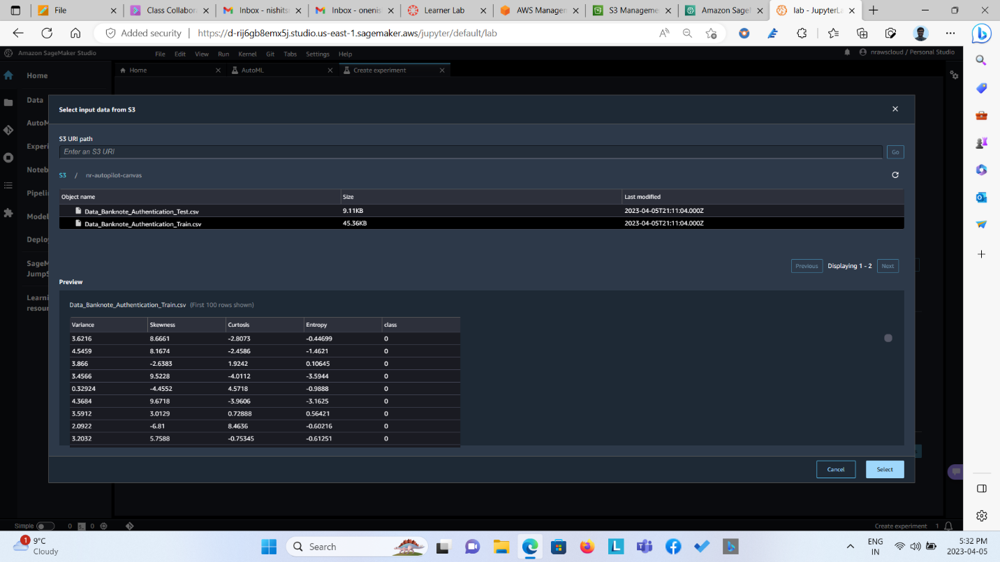 File
Class Collabora
Inbox - nishits
Inbox - onenis
Learner Lab
AWS Managem
S3 Manageme
Amazon Sagel
lab - JupyterLa
Added security
https://d-rij6gb8emx5j.studio.us-east-1.sagemaker.aws/jupyter/default/lab
Amazon SageMaker Studio
File Edit View Run Kernel Git Tabs Settings Help
nrawscloud / Personal Studio
Home
Home
AutoML
Create experiment
Data
AutoM
Experi
Noteb
Pipelin
Model
Deplo
SageM
JumpS
Learni
resour
Select input data from S3
S3 URI path
Enter an S3 URI
Go
S3 / nr-autopilot-canvas
Object name Size Last modified
Data_Banknote_Authentication_Test.csv 9.11KB 2023-04-05T21:11:04.000Z
Data_Banknote_Authentication_Train.csv 45.36KB 2023-04-05T21:11:04.000Z
Previous Displaying 1 - 2 Next
Preview
Data_Banknote_Authentication_Train.csv (First 100 rows shown)
Variance Skewness Curtosis Entropy class
3.6216 8.6661 -2.8073 -0.44699 0
4.5459 8.1674 -2.4586 -1.4621 0
3.866 -2.6383 1.9242 0.10645 0
3.4566 9.5228 -4.0112 -3.5944 0
0.32924 -4.4552 4.5718 -0.9888 0
4.3684 9.6718 -3.9606 -3.1625 0
3.5912 3.0129 0.72888 0.56421 0
2.0922 -6.81 8.4636 -0.60216 0
3.2032 5.7588 -0.75345 -0.61251 0
Cancel
Select
Simple 0 0
Create experiment 1
1
9°C
Cloudy
Search
ENG
IN
5:32 PM
2023-04-05